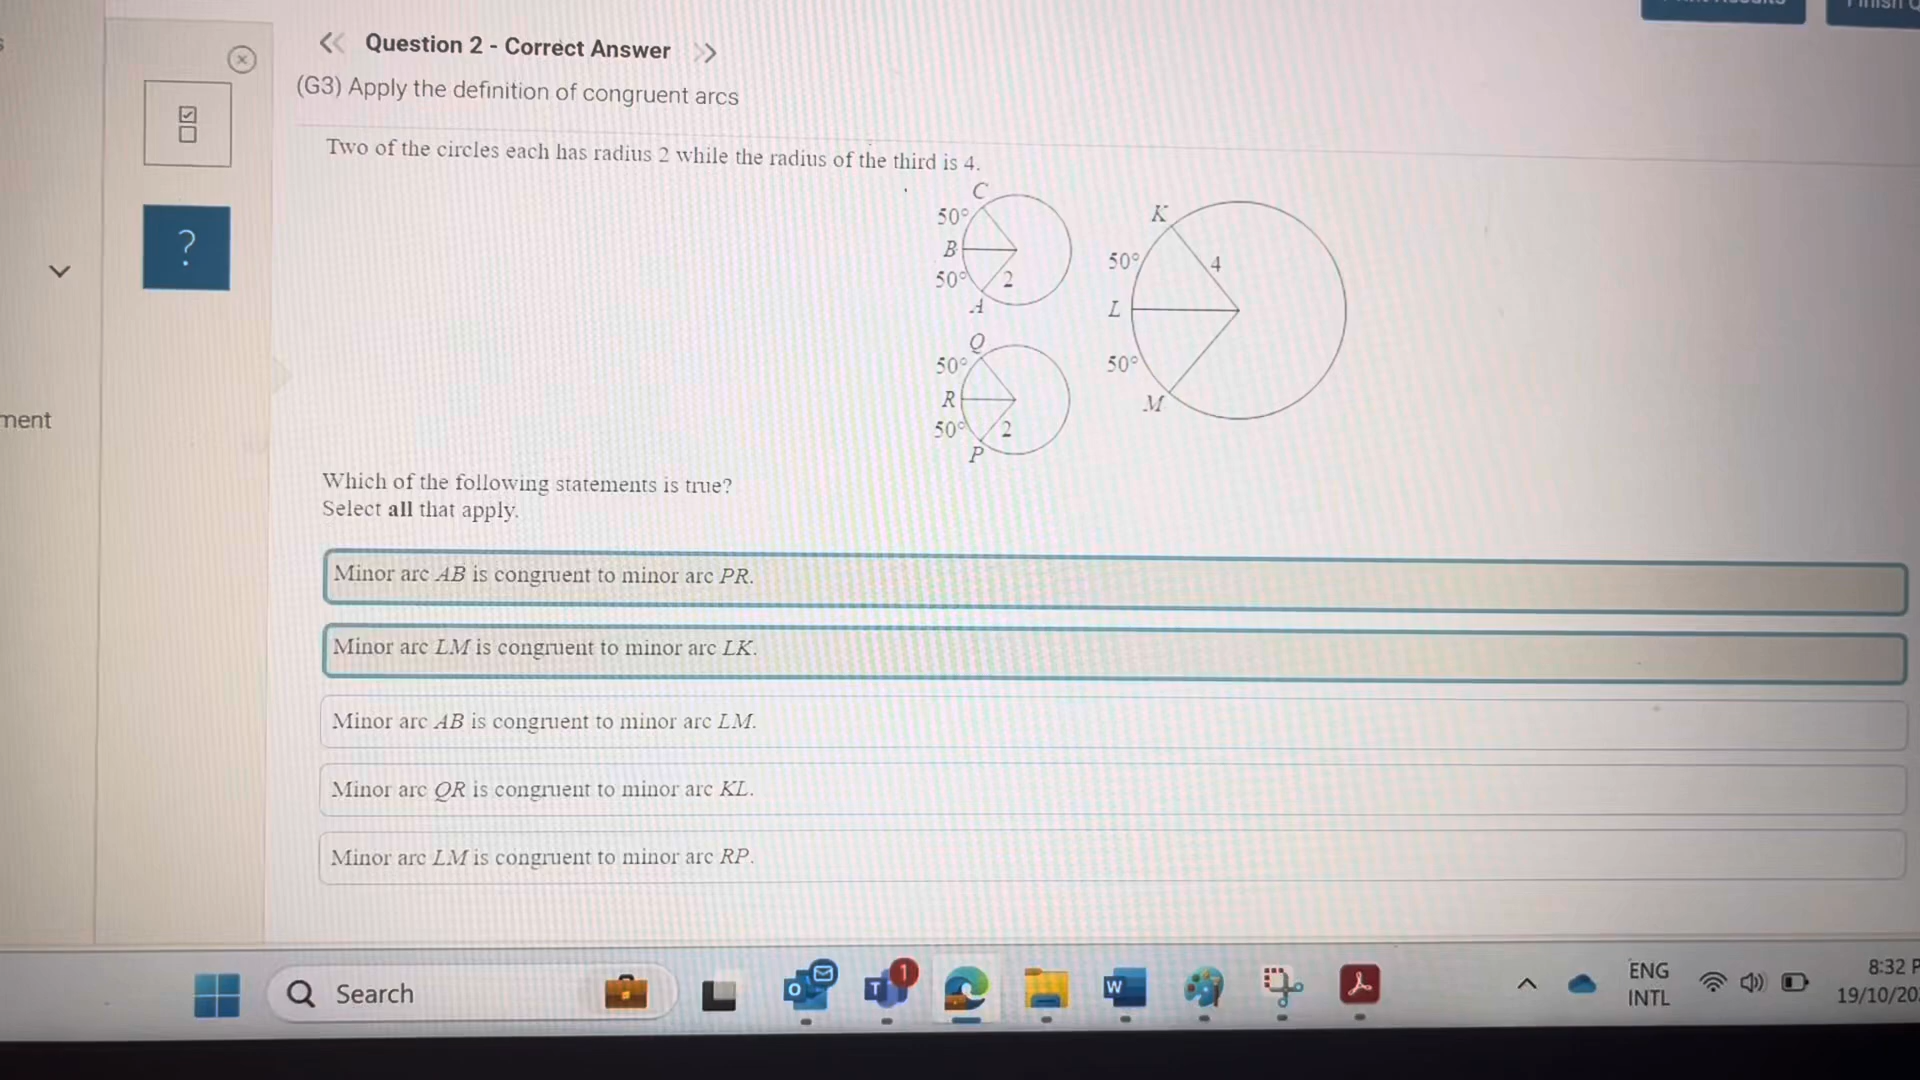 Question 2 - Correct Answer
(G3) Apply the definition of congruent arcs
?
Two of the circles each has radius 2 while the radius of the third is 4.
C
50°
B
50°
2
A
K
50°
4
L
50°
M
Q
50°
R
50°
2
P
ment
Which of the following statements is true?
Select all that apply.
Minor arc AB is congruent to minor arc PR.
Minor arc LM is congruent to minor arc LK.
Minor arc AB is congruent to minor arc LM.
Minor arc QR is congruent to minor arc KL.
Minor arc LM is congruent to minor arc RP.
Search
1
ENG
INTL
8:32 P
19/10/20